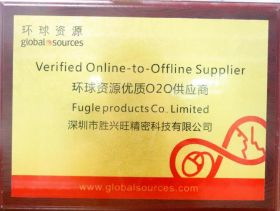 环球资源
global sources
Verified Online-to-Offline Supplier
环球资源优质O2O供应商
Fugleproducts Co. Limited
深圳市胜兴旺精密科技有限公司
www.globalsources.com